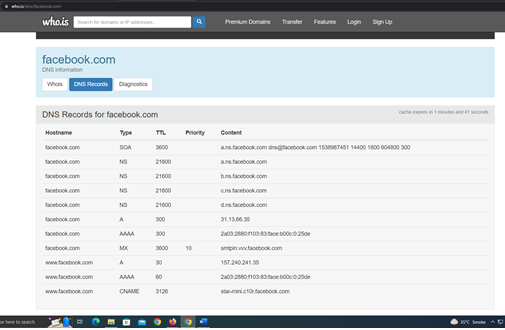 who.is/dns/facebook.com
who.is Search for domains or IP addresses... Premium Domains Transfer Features Login Sign Up
facebook.com
DNS information
Whois DNS Records Diagnostics
DNS Records for facebook.com cache expires in 1 minutes and 41 seconds
Hostname Type TTL Priority Content
facebook.com SOA 3600 a.ns.facebook.com dns@facebook.com 1538987451 14400 1800 604800 300
facebook.com NS 21600 a.ns.facebook.com
facebook.com NS 21600 b.ns.facebook.com
facebook.com NS 21600 c.ns.facebook.com
facebook.com NS 21600 d.ns.facebook.com
facebook.com A 300 31.13.66.35
facebook.com AAAA 300 2a03:2880:f103:83:face:b00c:0:25de
facebook.com MX 3600 10 smtpin.vvv.facebook.com
www.facebook.com A 30 157.240.241.35
www.facebook.com AAAA 60 2a03:2880:f103:83:face:b00c:0:25de
www.facebook.com CNAME 3126 star-mini.c10r.facebook.com
pe here to search 35°C Smoke